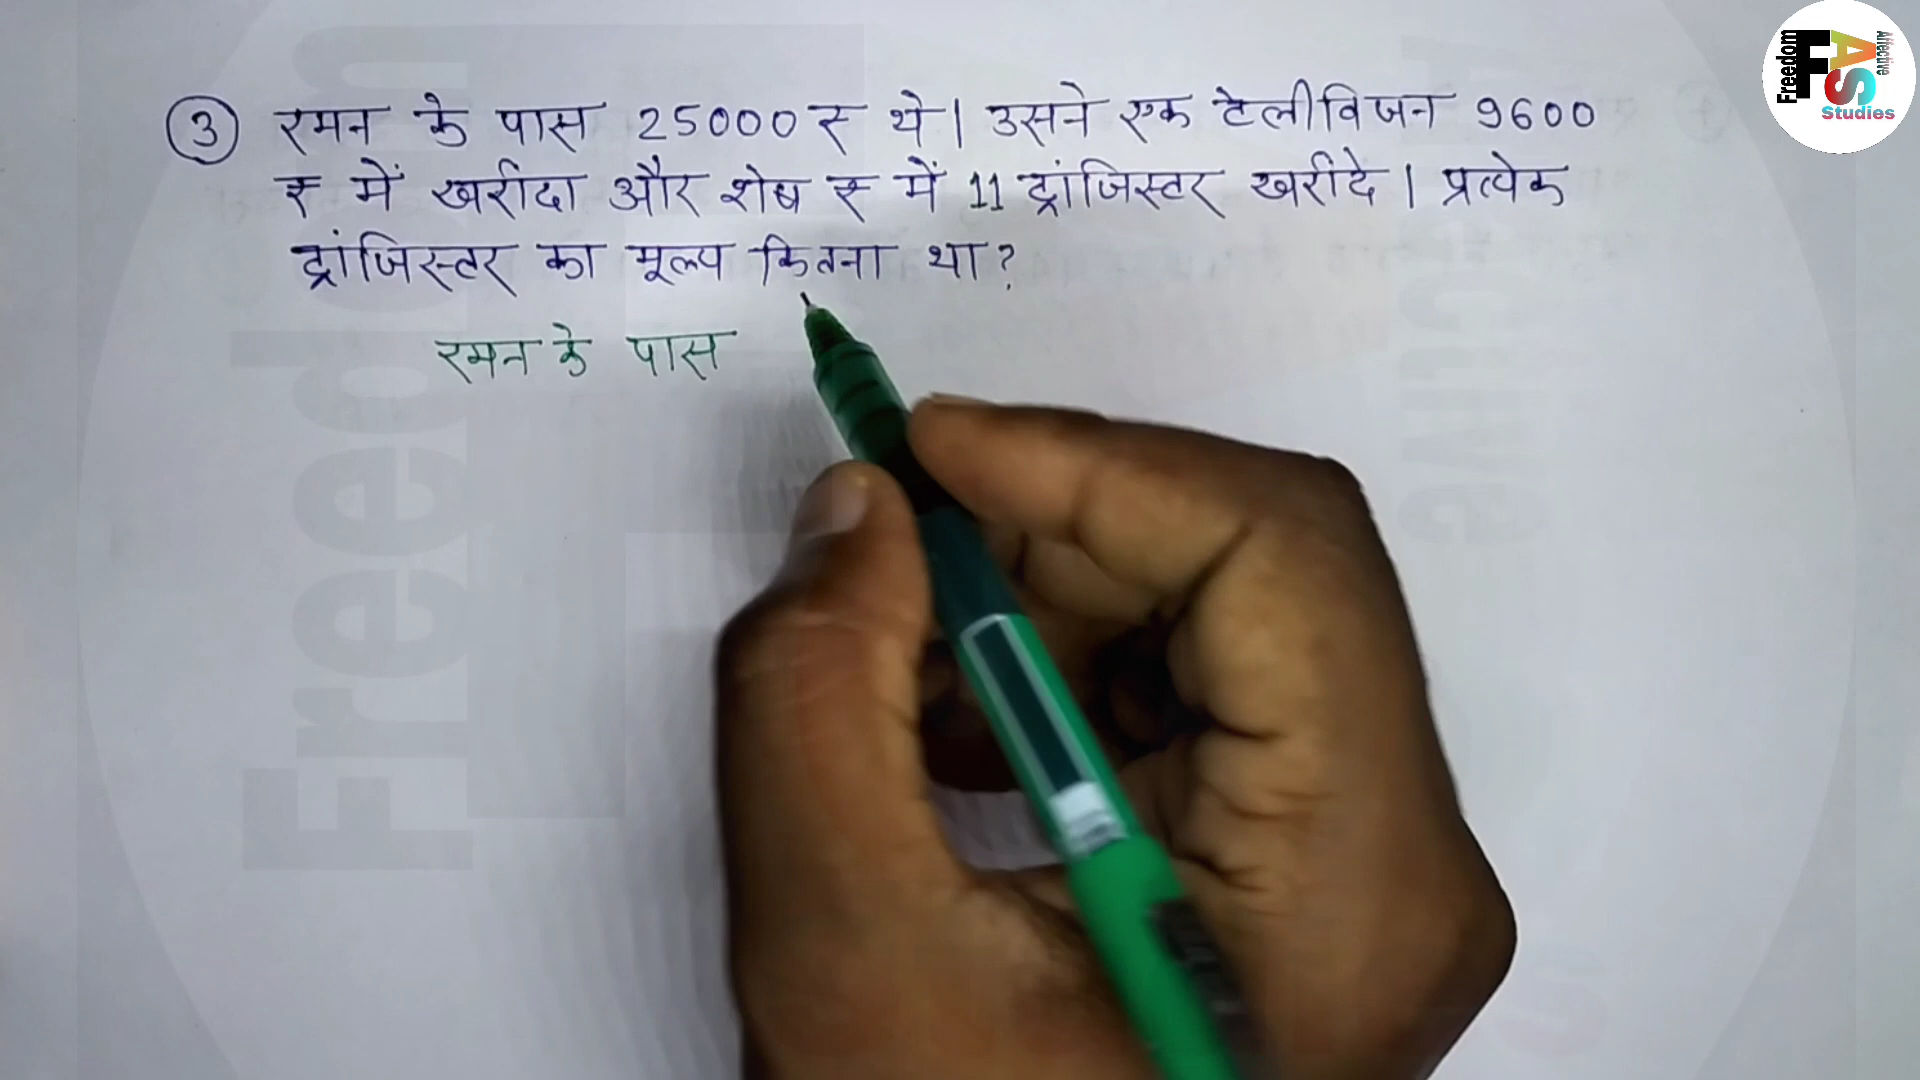 ③ रमन के पास 25000 ₹ थे। उसने एक टेलीविजन 9600
₹ में खरीदा और शेष ₹ में 11 ट्रांजिस्टर खरीदे। प्रत्येक
ट्रांजिस्टर का मूल्य कितना था?
रमन के पास
Freedom
FAS
Affective
Studies